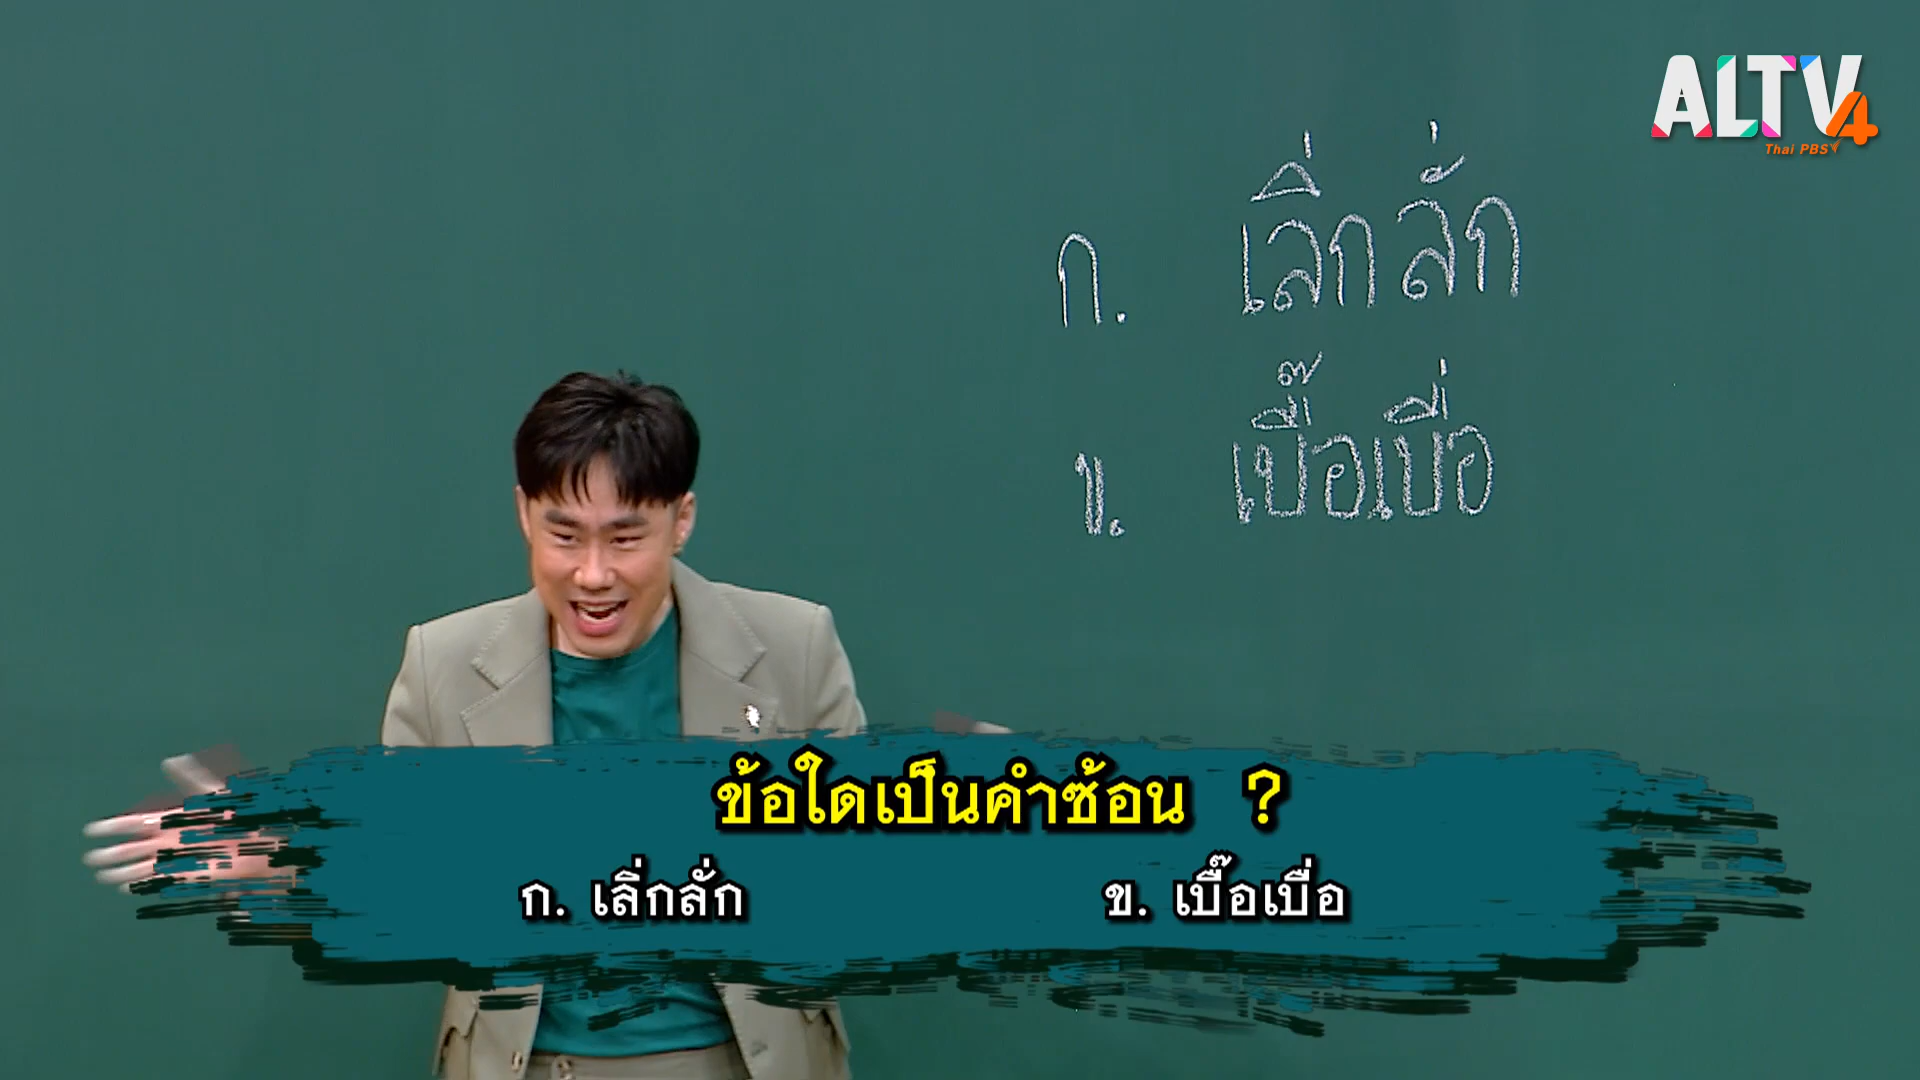 ALTV4
Thai PBS
ก. เลิ่กลั่ก
ข. เบื๊อเบื่อ
ข้อใดเป็นคำซ้อน ?
ก. เลิ่กลั่ก
ข. เบื๊อเบื่อ